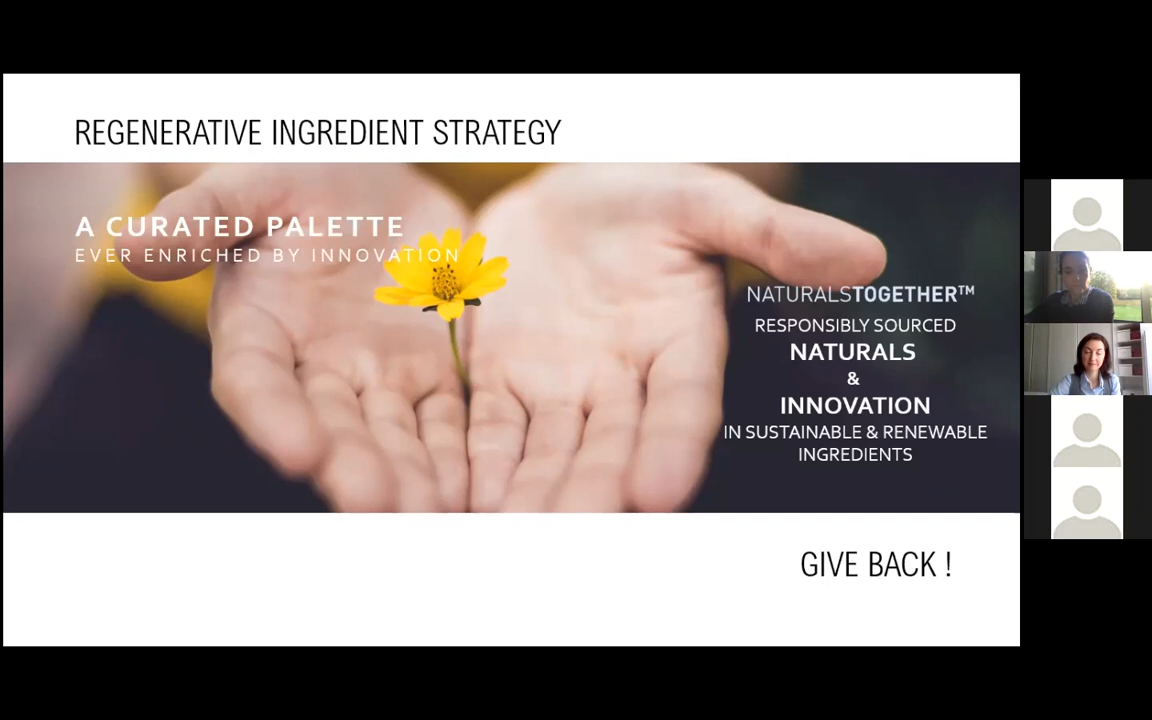 REGENERATIVE INGREDIENT STRATEGY
A CURATED PALETTE
EVER ENRICHED BY INNOVATION
NATURALSTOGETHER™
RESPONSIBLY SOURCED
NATURALS
&
INNOVATION
IN SUSTAINABLE & RENEWABLE
INGREDIENTS
GIVE BACK !